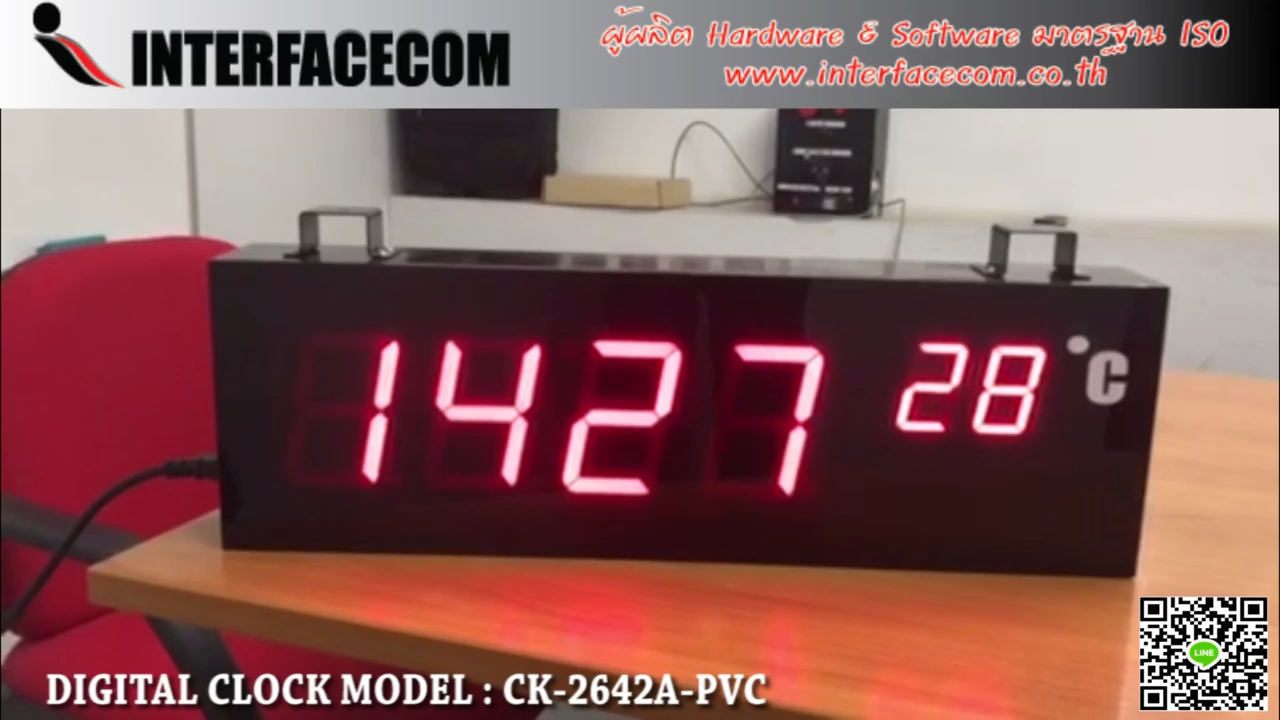 INTERFACECOM
ผู้ผลิต Hardware & Software มาตรฐาน ISO
www.interfacecom.co.th
1427 28 °C
DIGITAL CLOCK MODEL : CK-2642A-PVC
LINE